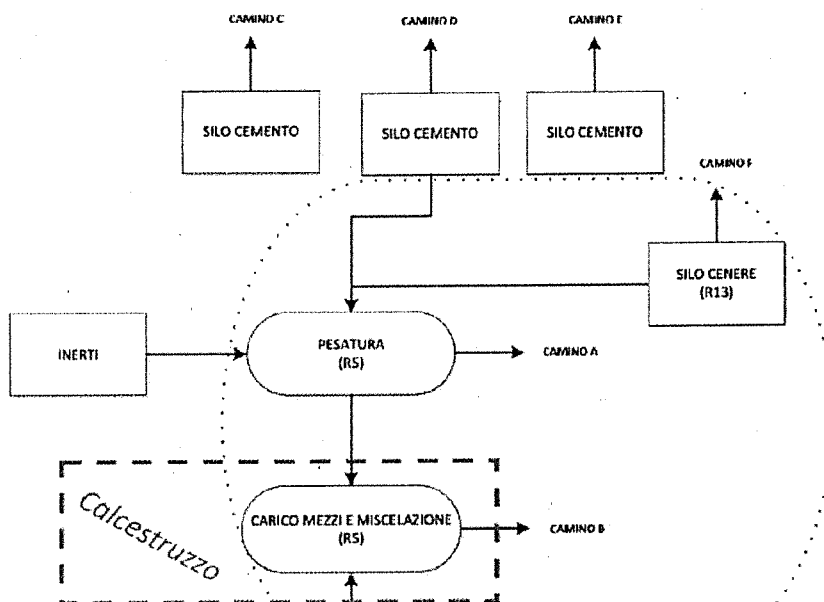 CAMINO C
CAMINO D
CAMINO E
SILO CEMENTO
SILO CEMENTO
SILO CEMENTO
CAMINO F
SILO CENERE
(R13)
INERTI
PESATURA
(R5)
CAMINO A
Calcestruzzo
CARICO MEZZI E MISCELAZIONE
(R5)
CAMINO B